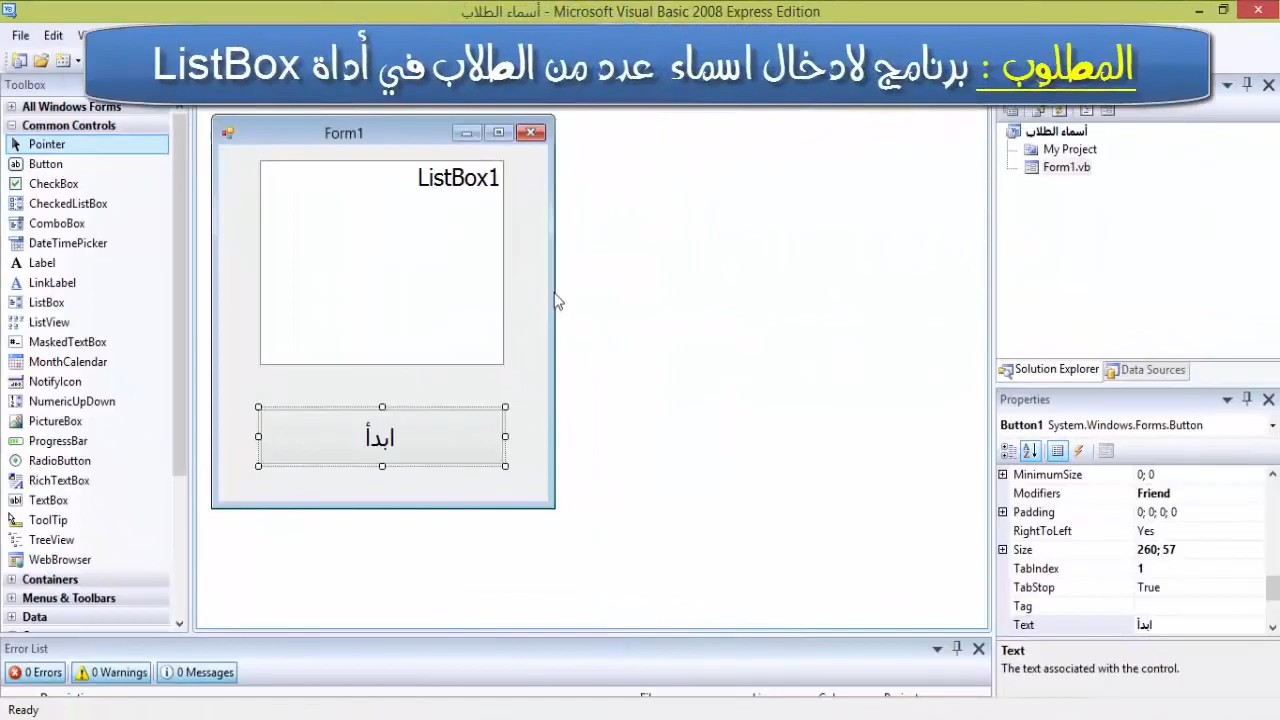 أسماء الطلاب - Microsoft Visual Basic 2008 Express Edition
File Edit
المطلوب : برنامج لادخال اسماء عدد من الطلاب في أداة ListBox
Toolbox
All Windows Forms
Common Controls
Pointer
Button
CheckBox
CheckedListBox
ComboBox
DateTimePicker
Label
LinkLabel
ListBox
ListView
MaskedTextBox
MonthCalendar
NotifyIcon
NumericUpDown
PictureBox
ProgressBar
RadioButton
RichTextBox
TextBox
ToolTip
TreeView
WebBrowser
Containers
Menus & Toolbars
Data
Form1
ListBox1
ابدأ
أسماء الطلاب
My Project
Form1.vb
Solution Explorer Data Sources
Properties
Button1 System.Windows.Forms.Button
MinimumSize 0; 0
Modifiers Friend
Padding 0; 0; 0; 0
RightToLeft Yes
Size 260; 57
TabIndex 1
TabStop True
Tag
Text ابدأ
Text
The text associated with the control.
Error List
0 Errors 0 Warnings 0 Messages
Ready